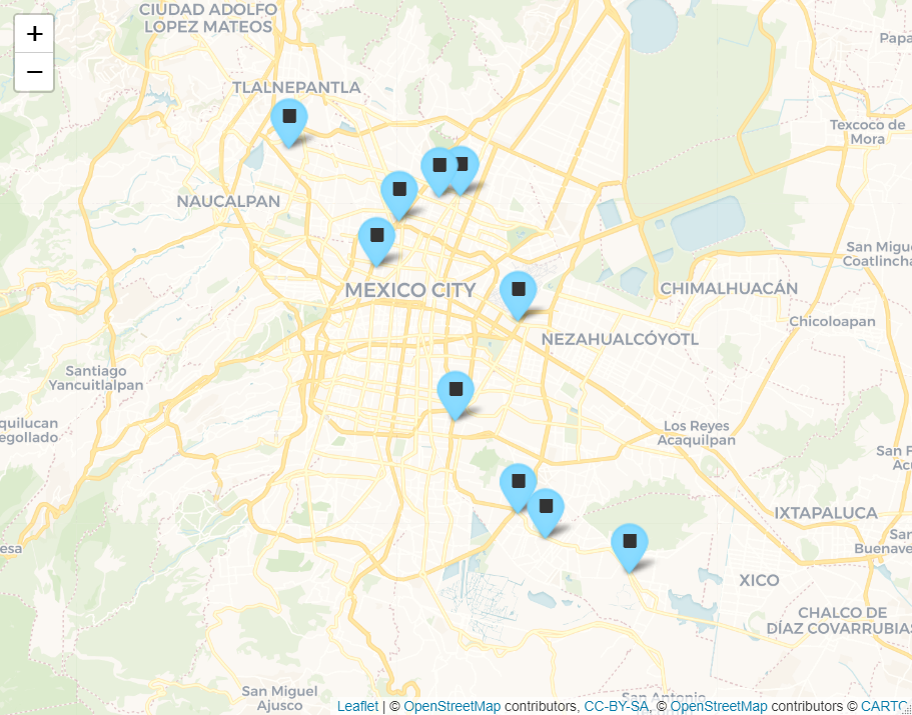 CIUDAD ADOLFO
LOPEZ MATEOS
+
−
Papa
TLALNEPANTLA
Texcoco de
Mora
NAUCALPAN
San Migu
Coatlincha
MEXICO CITY
CHIMALHUACÁN
Chicoloapan
NEZAHUALCÓYOTL
Santiago
Yancuitlalpan
quilucan
egollado
Los Reyes
Acaquilpan
San F
Acu
IXTAPALUCA
esa
San
Buenave
XICO
CHALCO DE
DÍAZ COVARRUBIAS
San Miguel
Ajusco
San Antonio
Leaflet | © OpenStreetMap contributors, CC-BY-SA, © OpenStreetMap contributors © CARTO